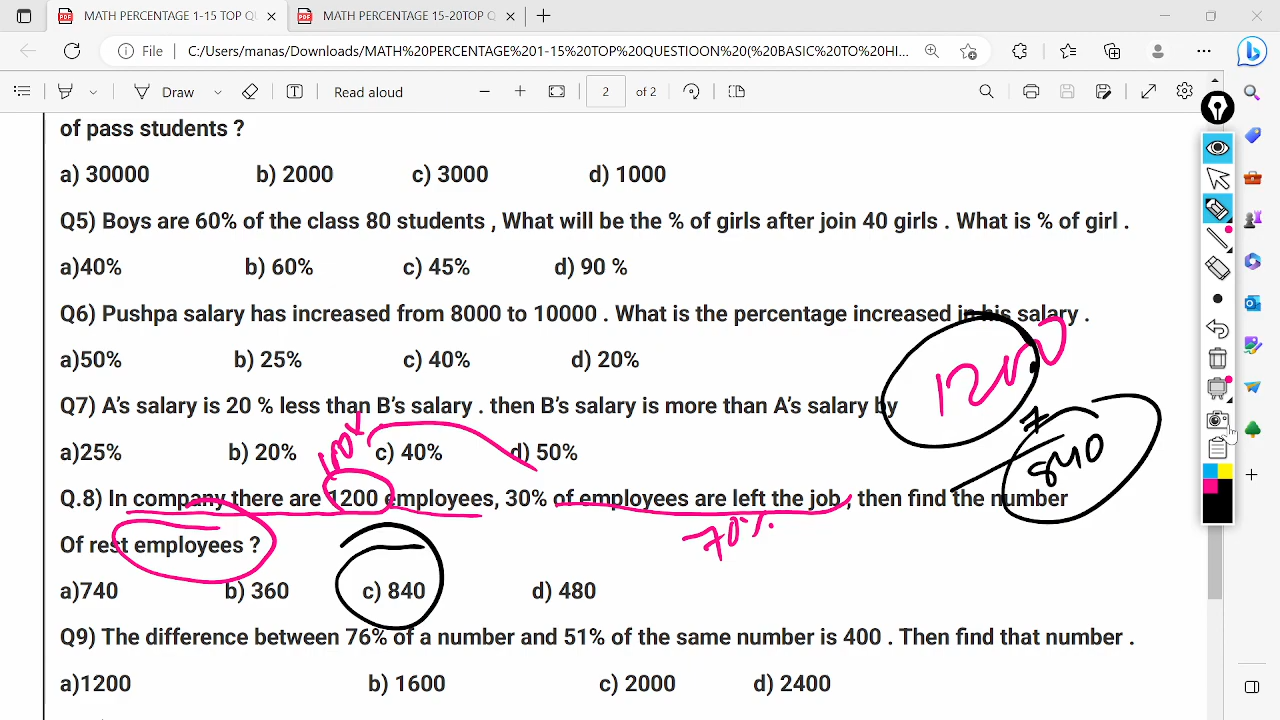 MATH PERCENTAGE 1-15 TOP QU
MATH PERCENTAGE 15-20TOP Q
File C:/Users/manas/Downloads/MATH%20PERCENTAGE%201-15%20TOP%20QUESTIOON%20(%20BASIC%20TO%20HI...
Draw Read aloud 2 of 2
of pass students ?
a) 30000 b) 2000 c) 3000 d) 1000
Q5) Boys are 60% of the class 80 students , What will be the % of girls after join 40 girls . What is % of girl .
a)40% b) 60% c) 45% d) 90 %
Q6) Pushpa salary has increased from 8000 to 10000 . What is the percentage increased in his salary .
a)50% b) 25% c) 40% d) 20%
1200
Q7) A's salary is 20 % less than B's salary . then B's salary is more than A's salary by
7
a)25% b) 20% c) 40% d) 50%
840
100%
Q.8) In company there are 1200 employees, 30% of employees are left the job , then find the number
70%
Of rest employees ?
a)740 b) 360 c) 840 d) 480
Q9) The difference between 76% of a number and 51% of the same number is 400 . Then find that number .
a)1200 b) 1600 c) 2000 d) 2400